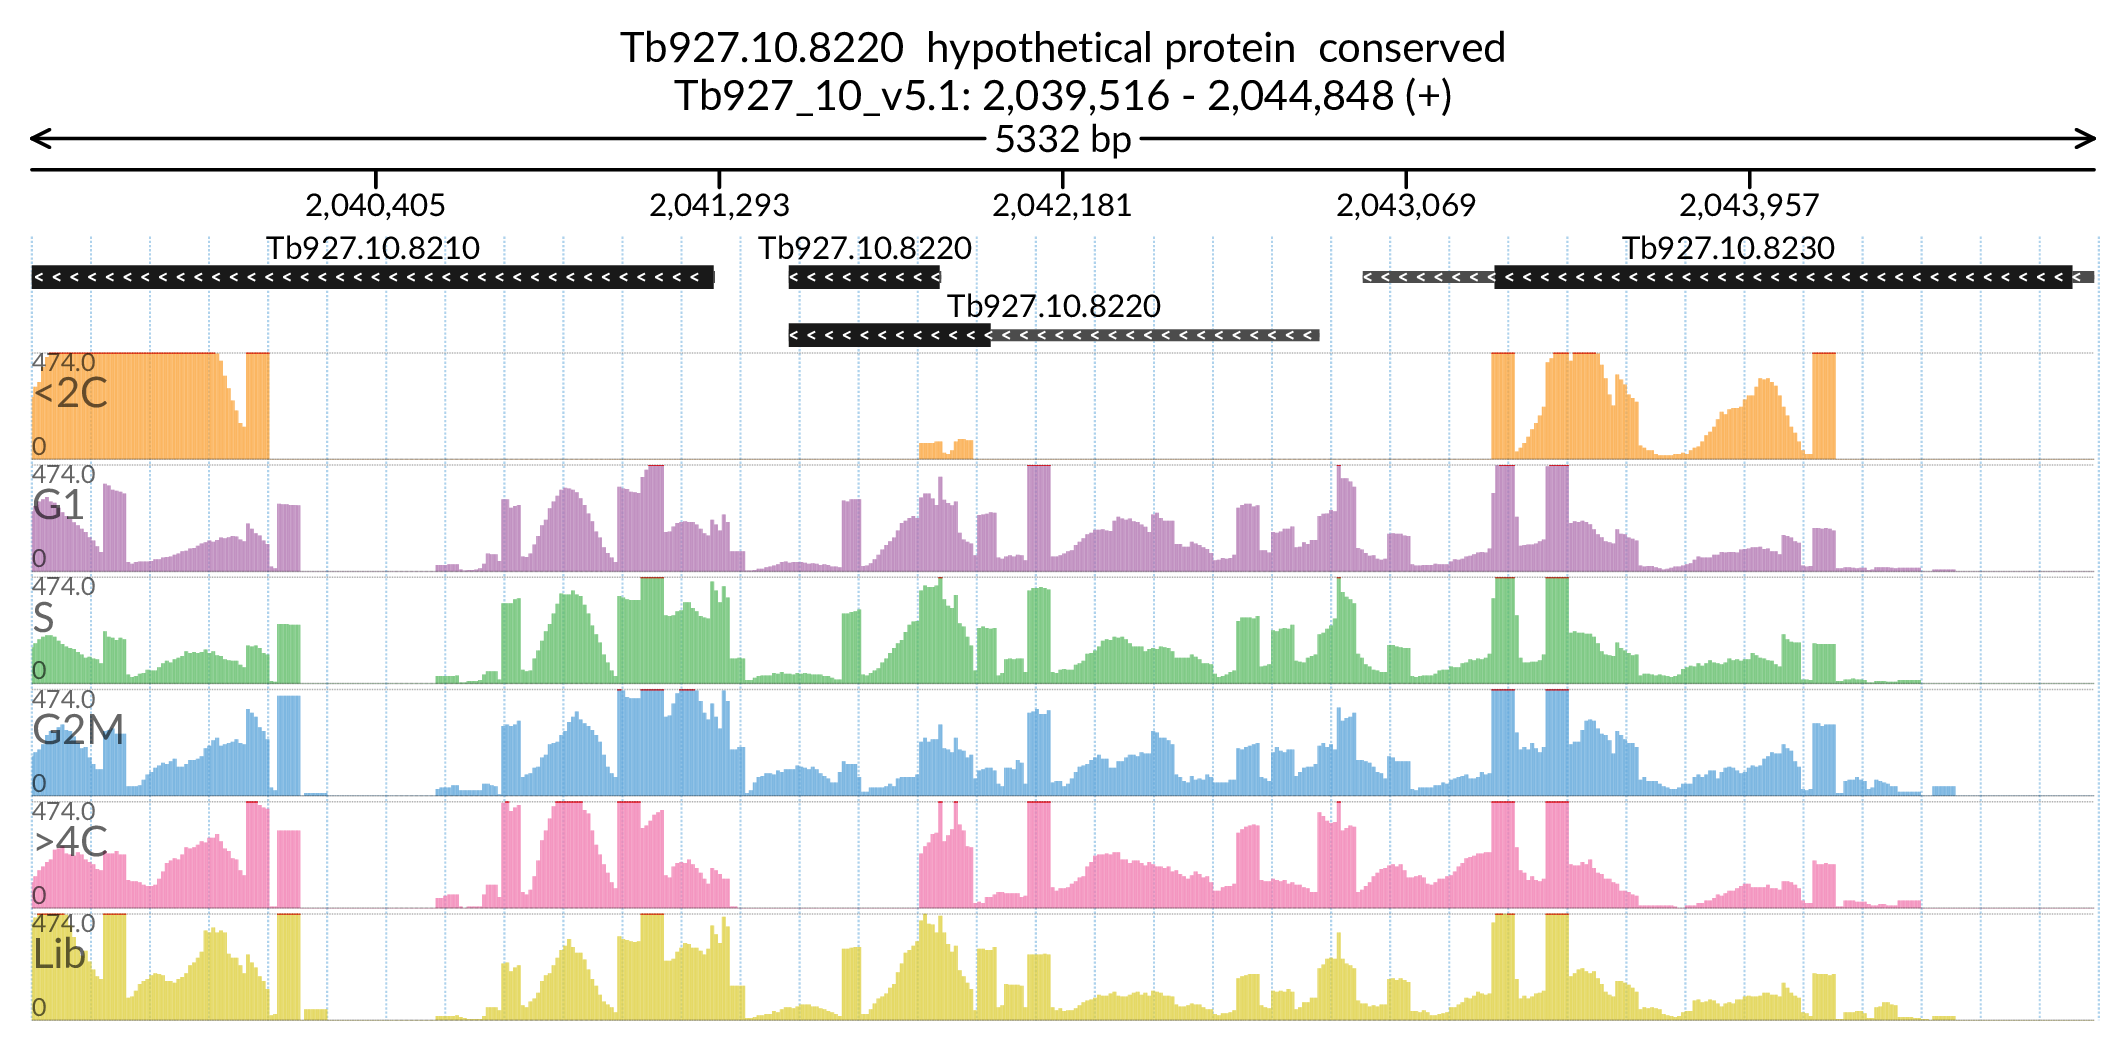 Tb927.10.8220  hypothetical protein  conserved
Tb927_10_v5.1: 2,039,516 - 2,044,848 (+)
5332 bp
2,040,405 2,041,293 2,042,181 2,043,069 2,043,957
Tb927.10.8210 Tb927.10.8220 Tb927.10.8230
Tb927.10.8220
474.0
<2C
0
474.0
G1
0
474.0
S
0
474.0
G2M
0
474.0
>4C
0
474.0
Lib
0